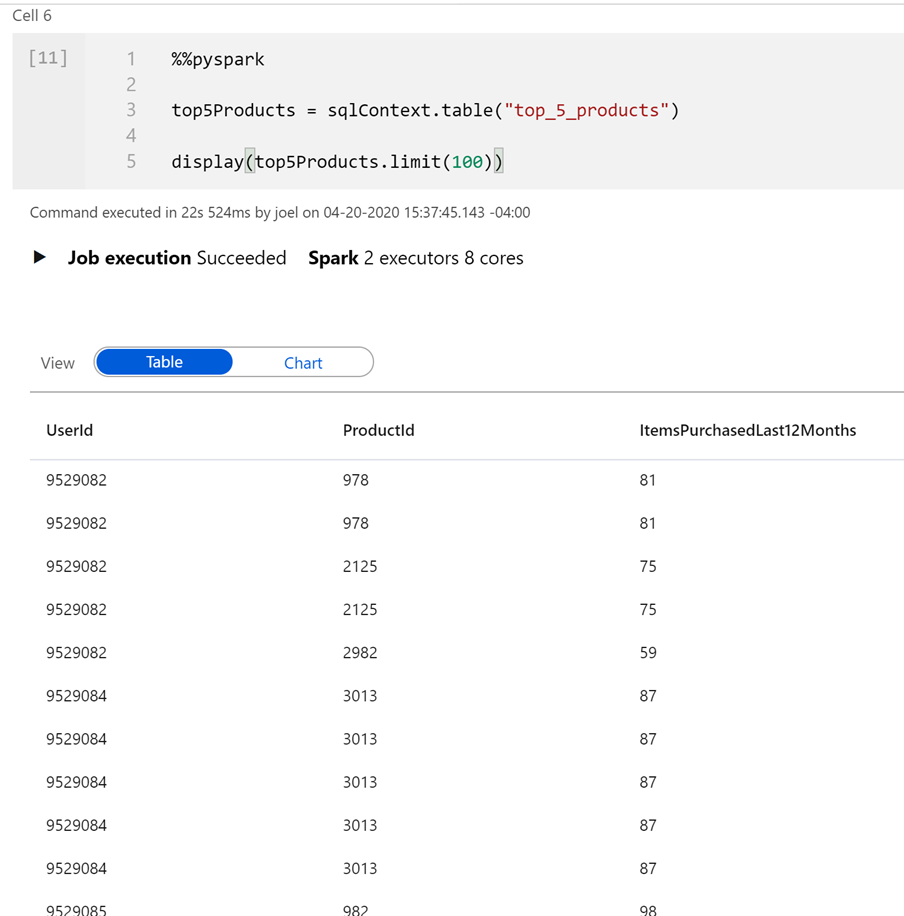 Cell 6
[11]
1 %%pyspark
2
3 top5Products = sqlContext.table("top_5_products")
4
5 display(top5Products.limit(100))
Command executed in 22s 524ms by joel on 04-20-2020 15:37:45.143 -04:00
Job execution Succeeded Spark 2 executors 8 cores
View Table Chart
UserId ProductId ItemsPurchasedLast12Months
9529082 978 81
9529082 978 81
9529082 2125 75
9529082 2125 75
9529082 2982 59
9529084 3013 87
9529084 3013 87
9529084 3013 87
9529084 3013 87
9529084 3013 87
9529085 982 98